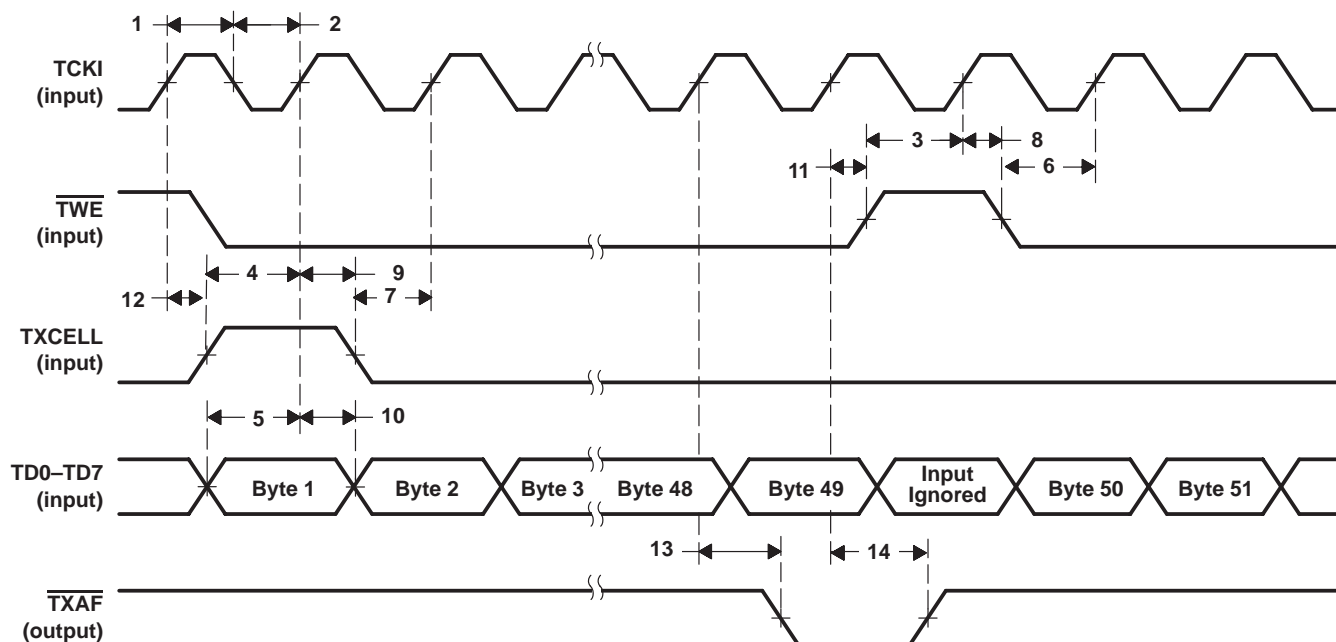 1 2
TCKI
(input)
3 8
11 6
TWE
(input)
4 9
12 7
TXCELL
(input)
5 10
TD0–TD7
(input)
Byte 1 Byte 2 Byte 3 Byte 48 Byte 49 Input Ignored Byte 50 Byte 51
13 14
TXAF
(output)